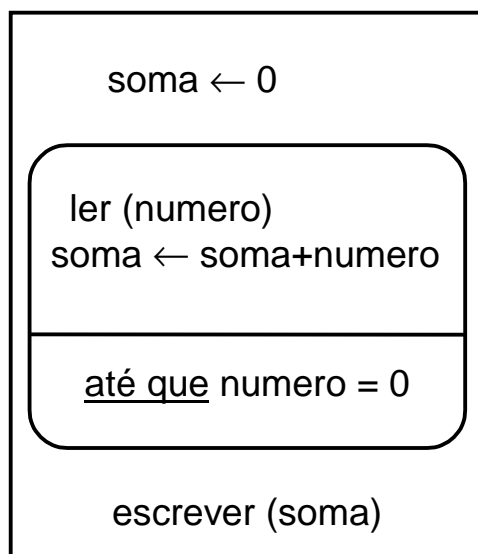 soma ← 0
ler (numero)
soma ← soma+numero
até que numero = 0
escrever (soma)